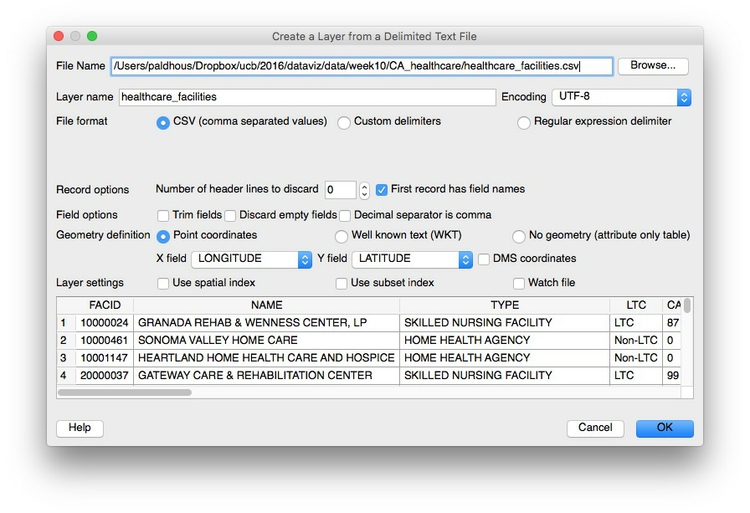 Create a Layer from a Delimited Text File
File Name /Users/paldhous/Dropbox/ucb/2016/dataviz/data/week10/CA_healthcare/healthcare_facilities.csv Browse...
Layer name healthcare_facilities Encoding UTF-8
File format CSV (comma separated values) Custom delimiters Regular expression delimiter
Record options Number of header lines to discard 0 First record has field names
Field options Trim fields Discard empty fields Decimal separator is comma
Geometry definition Point coordinates Well known text (WKT) No geometry (attribute only table)
X field LONGITUDE Y field LATITUDE DMS coordinates
Layer settings Use spatial index Use subset index Watch file
FACID NAME TYPE LTC CA
1 10000024 GRANADA REHAB & WENNESS CENTER, LP SKILLED NURSING FACILITY LTC 87
2 10000461 SONOMA VALLEY HOME CARE HOME HEALTH AGENCY Non-LTC 0
3 10001147 HEARTLAND HOME HEALTH CARE AND HOSPICE HOME HEALTH AGENCY Non-LTC 0
4 20000037 GATEWAY CARE & REHABILITATION CENTER SKILLED NURSING FACILITY LTC 99
Help Cancel OK